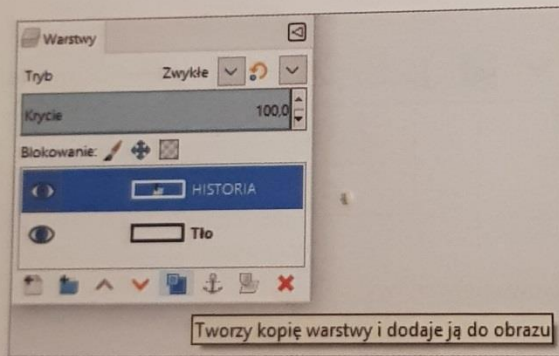 Warstwy
Tryb Zwykłe
Krycie 100,0
Blokowanie:
HISTORIA
Tło
Tworzy kopię warstwy i dodaje ją do obrazu